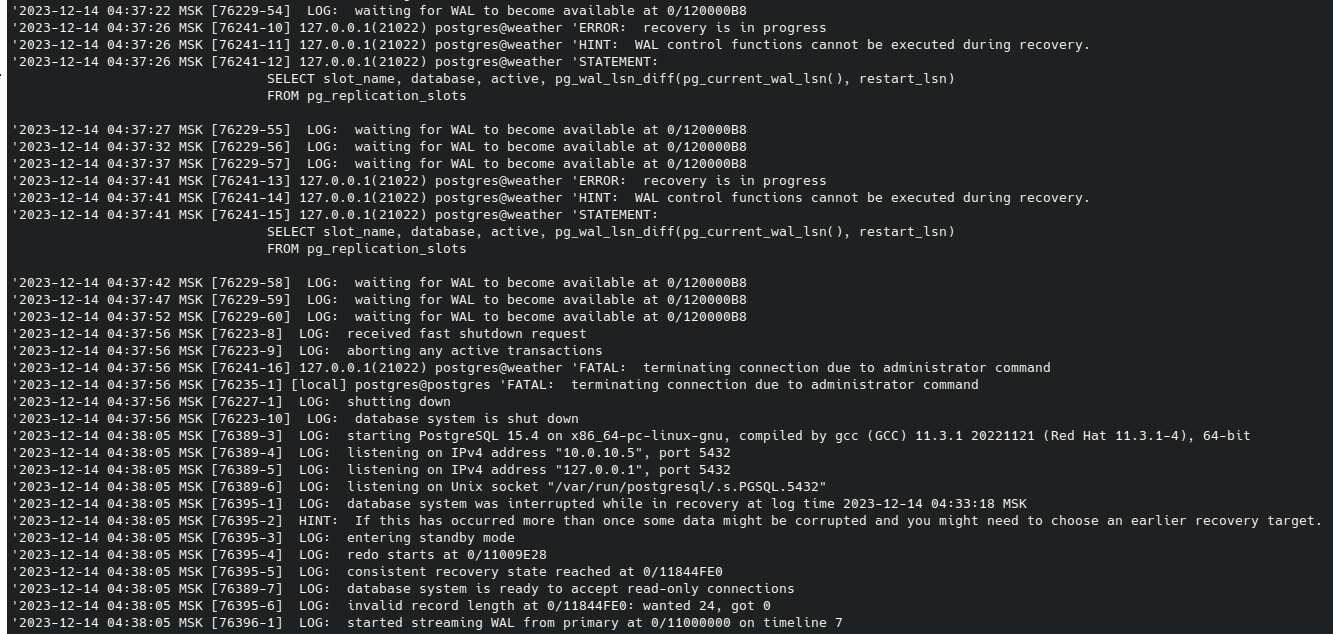 '2023-12-14 04:37:22 MSK [76229-54]  LOG:  waiting for WAL to become available at 0/120000B8
'2023-12-14 04:37:26 MSK [76241-10] 127.0.0.1(21022) postgres@weather 'ERROR:  recovery is in progress
'2023-12-14 04:37:26 MSK [76241-11] 127.0.0.1(21022) postgres@weather 'HINT:  WAL control functions cannot be executed during recovery.
'2023-12-14 04:37:26 MSK [76241-12] 127.0.0.1(21022) postgres@weather 'STATEMENT:
SELECT slot_name, database, active, pg_wal_lsn_diff(pg_current_wal_lsn(), restart_lsn)
FROM pg_replication_slots
'2023-12-14 04:37:27 MSK [76229-55]  LOG:  waiting for WAL to become available at 0/120000B8
'2023-12-14 04:37:32 MSK [76229-56]  LOG:  waiting for WAL to become available at 0/120000B8
'2023-12-14 04:37:37 MSK [76229-57]  LOG:  waiting for WAL to become available at 0/120000B8
'2023-12-14 04:37:41 MSK [76241-13] 127.0.0.1(21022) postgres@weather 'ERROR:  recovery is in progress
'2023-12-14 04:37:41 MSK [76241-14] 127.0.0.1(21022) postgres@weather 'HINT:  WAL control functions cannot be executed during recovery.
'2023-12-14 04:37:41 MSK [76241-15] 127.0.0.1(21022) postgres@weather 'STATEMENT:
SELECT slot_name, database, active, pg_wal_lsn_diff(pg_current_wal_lsn(), restart_lsn)
FROM pg_replication_slots
'2023-12-14 04:37:42 MSK [76229-58]  LOG:  waiting for WAL to become available at 0/120000B8
'2023-12-14 04:37:47 MSK [76229-59]  LOG:  waiting for WAL to become available at 0/120000B8
'2023-12-14 04:37:52 MSK [76229-60]  LOG:  waiting for WAL to become available at 0/120000B8
'2023-12-14 04:37:56 MSK [76223-8]  LOG:  received fast shutdown request
'2023-12-14 04:37:56 MSK [76223-9]  LOG:  aborting any active transactions
'2023-12-14 04:37:56 MSK [76241-16] 127.0.0.1(21022) postgres@weather 'FATAL:  terminating connection due to administrator command
'2023-12-14 04:37:56 MSK [76235-1] [local] postgres@postgres 'FATAL:  terminating connection due to administrator command
'2023-12-14 04:37:56 MSK [76227-1]  LOG:  shutting down
'2023-12-14 04:37:56 MSK [76223-10]  LOG:  database system is shut down
'2023-12-14 04:38:05 MSK [76389-3]  LOG:  starting PostgreSQL 15.4 on x86_64-pc-linux-gnu, compiled by gcc (GCC) 11.3.1 20221121 (Red Hat 11.3.1-4), 64-bit
'2023-12-14 04:38:05 MSK [76389-4]  LOG:  listening on IPv4 address "10.0.10.5", port 5432
'2023-12-14 04:38:05 MSK [76389-5]  LOG:  listening on IPv4 address "127.0.0.1", port 5432
'2023-12-14 04:38:05 MSK [76389-6]  LOG:  listening on Unix socket "/var/run/postgresql/.s.PGSQL.5432"
'2023-12-14 04:38:05 MSK [76395-1]  LOG:  database system was interrupted while in recovery at log time 2023-12-14 04:33:18 MSK
'2023-12-14 04:38:05 MSK [76395-2]  HINT:  If this has occurred more than once some data might be corrupted and you might need to choose an earlier recovery target.
'2023-12-14 04:38:05 MSK [76395-3]  LOG:  entering standby mode
'2023-12-14 04:38:05 MSK [76395-4]  LOG:  redo starts at 0/11009E28
'2023-12-14 04:38:05 MSK [76395-5]  LOG:  consistent recovery state reached at 0/11844FE0
'2023-12-14 04:38:05 MSK [76389-7]  LOG:  database system is ready to accept read-only connections
'2023-12-14 04:38:05 MSK [76395-6]  LOG:  invalid record length at 0/11844FE0: wanted 24, got 0
'2023-12-14 04:38:05 MSK [76396-1]  LOG:  started streaming WAL from primary at 0/11000000 on timeline 7